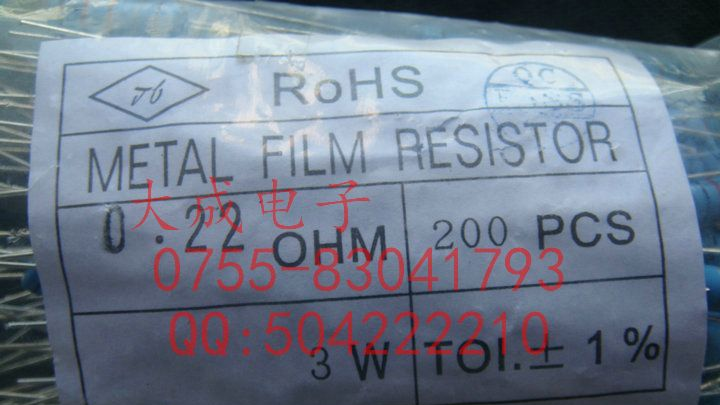 RoHS
QC
METAL FILM RESISTOR
大成电子
0.22 OHM 200 PCS
0755-83041793
QQ:504222210
3 W TOl.± 1 %